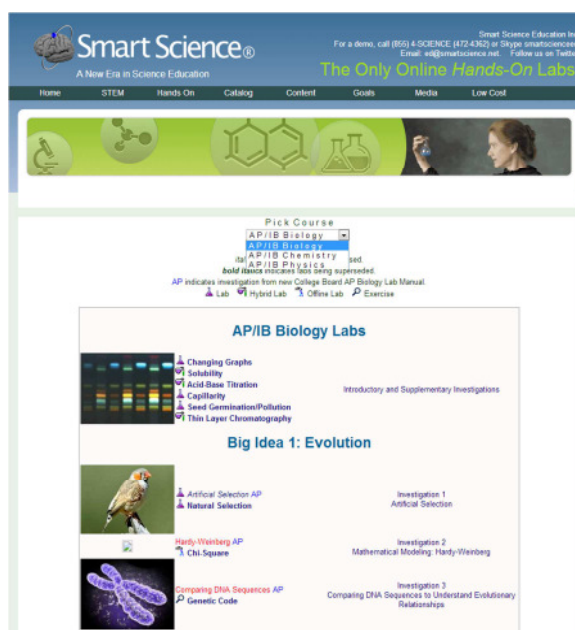 Smart Science Education In
For a demo, call (855) 4-SCIENCE (472-4362) or Skype smartsciencee
Email: ed@smartscience.net. Follow us on Twitte
Smart Science®
A New Era in Science Education
The Only Online Hands-On Labs
Home STEM Hands On Catalog Content Goals Media Low Cost
Pick Course
AP/IB Biology
AP/IB Biology
AP/IB Chemistry
AP/IB Physics
ita sed.
bold italics indicates labs being superseded.
AP indicates investigation from new College Board AP Biology Lab Manual.
Lab Hybrid Lab Offline Lab Exercise
AP/IB Biology Labs
Changing Graphs
Solubility
Acid-Base Titration
Capillarity
Seed Germination/Pollution
Thin Layer Chromatography
Introductory and Supplementary Investigations
Big Idea 1: Evolution
Artificial Selection AP
Natural Selection
Investigation 1
Artificial Selection
Hardy-Weinberg AP
Chi-Square
Investigation 2
Mathematical Modeling: Hardy-Weinberg
Comparing DNA Sequences AP
Genetic Code
Investigation 3
Comparing DNA Sequences to Understand Evolutionary
Relationships